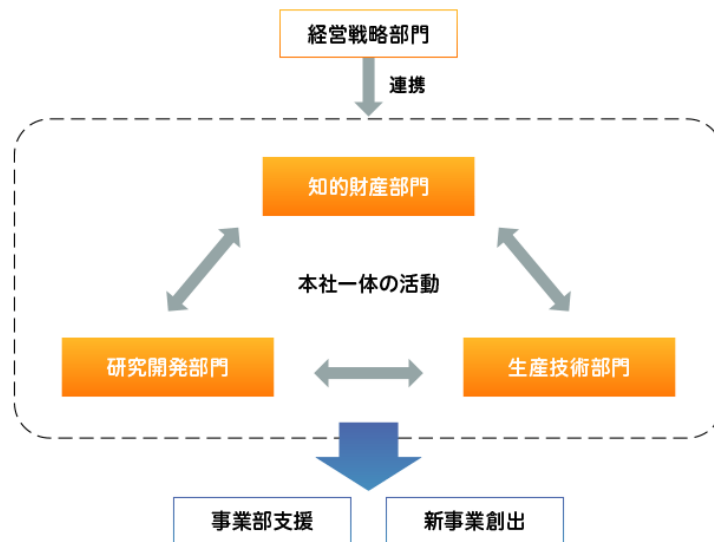 経営戦略部門
連携
知的財産部門
本社一体の活動
研究開発部門
生産技術部門
事業部支援
新事業創出